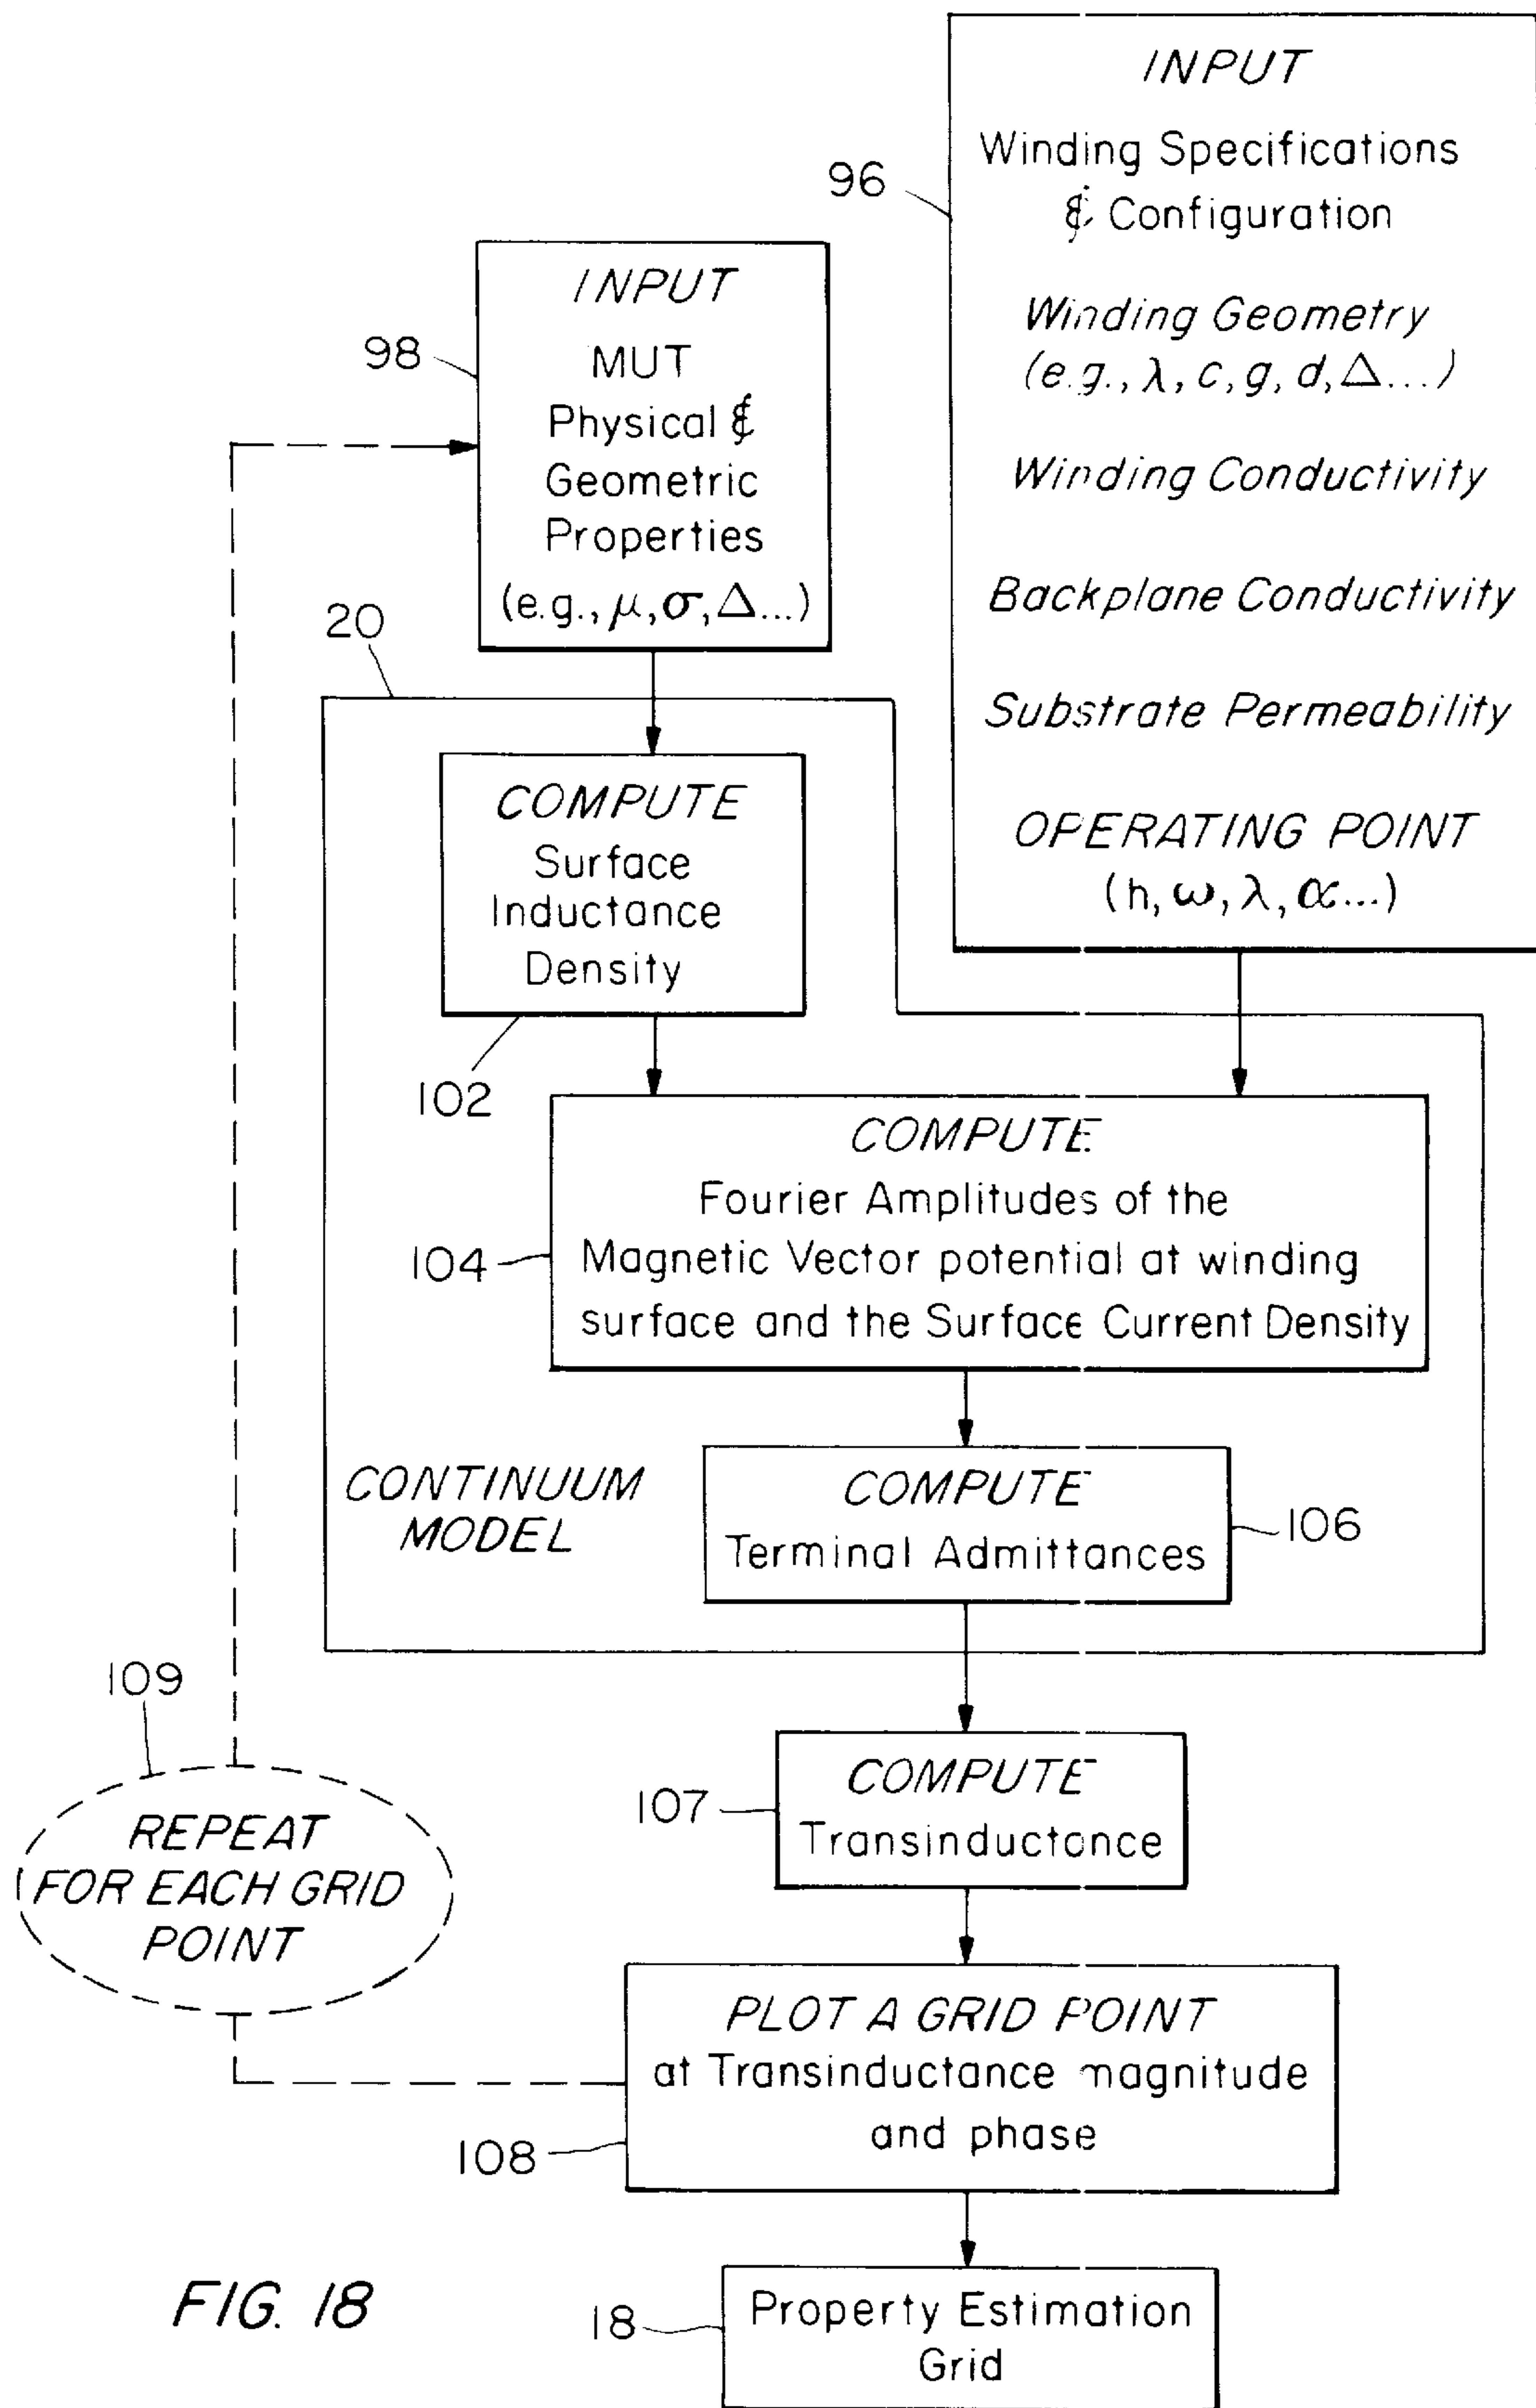 INPUT
Winding Specifications
& Configuration
Winding Geometry
(e.g., λ, c, g, d, Δ...)
Winding Conductivity
Backplane Conductivity
Substrate Permeability
OPERATING POINT
(h, ω, λ, α...)
96
INPUT
MUT
Physical &
Geometric
Properties
(e.g., μ, σ, Δ...)
98
20
COMPUTE
Surface
Inductance
Density
102
COMPUTE
Fourier Amplitudes of the
Magnetic Vector potential at winding
surface and the Surface Current Density
104
CONTINUUM
MODEL
COMPUTE
Terminal Admittances
106
109
REPEAT
FOR EACH GRID
POINT
COMPUTE
Transinductance
107
PLOT A GRID POINT
at Transinductance magnitude
and phase
108
Property Estimation
Grid
18
FIG. 18